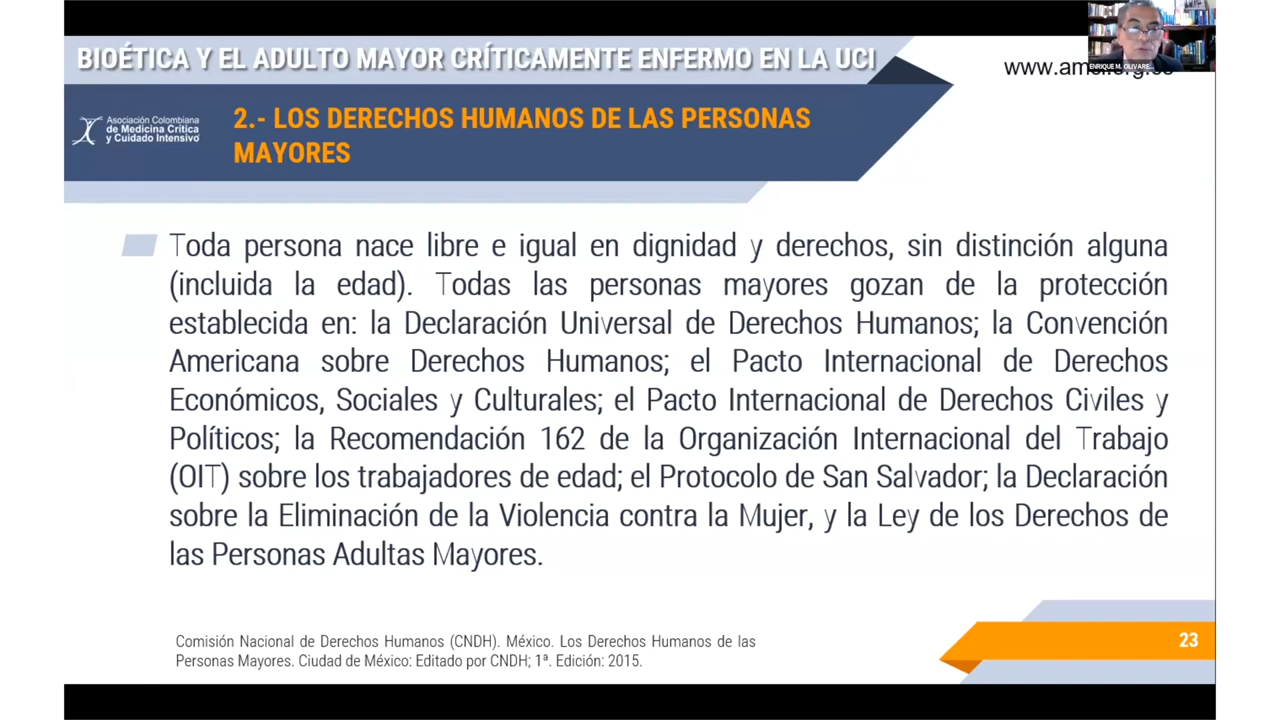 BIOÉTICA Y EL ADULTO MAYOR CRÍTICAMENTE ENFERMO EN LA UCI
ENRIQUE M. OLIVARE...
Asociación Colombiana
de Medicina Crítica
y Cuidado Intensivo
2.- LOS DERECHOS HUMANOS DE LAS PERSONAS
MAYORES
Toda persona nace libre e igual en dignidad y derechos, sin distinción alguna
(incluida la edad). Todas las personas mayores gozan de la protección
establecida en: la Declaración Universal de Derechos Humanos; la Convención
Americana sobre Derechos Humanos; el Pacto Internacional de Derechos
Económicos, Sociales y Culturales; el Pacto Internacional de Derechos Civiles y
Políticos; la Recomendación 162 de la Organización Internacional del Trabajo
(OIT) sobre los trabajadores de edad; el Protocolo de San Salvador; la Declaración
sobre la Eliminación de la Violencia contra la Mujer, y la Ley de los Derechos de
las Personas Adultas Mayores.
Comisión Nacional de Derechos Humanos (CNDH). México. Los Derechos Humanos de las
Personas Mayores. Ciudad de México: Editado por CNDH; 1ª. Edición: 2015.
23